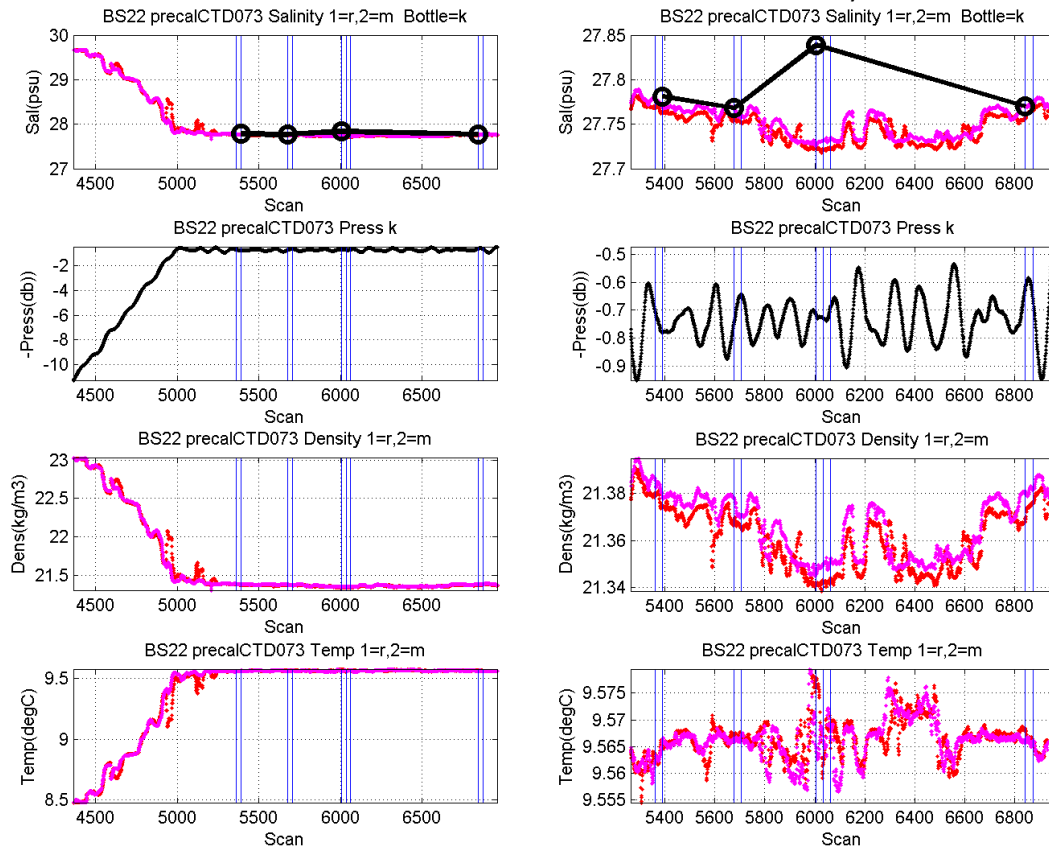 BS22 precalCTD073 Salinity 1=r,2=m Bottle=k
30
29
28
27
Sal(psu)
4500 5000 5500 6000 6500
Scan
BS22 precalCTD073 Salinity 1=r,2=m Bottle=k
27.85
27.8
27.75
27.7
Sal(psu)
5400 5600 5800 6000 6200 6400 6600 6800
Scan
BS22 precalCTD073 Press k
-2
-4
-6
-8
-10
-Press(db))
4500 5000 5500 6000 6500
Scan
BS22 precalCTD073 Press k
-0.5
-0.6
-0.7
-0.8
-0.9
-Press(db))
5400 5600 5800 6000 6200 6400 6600 6800
Scan
BS22 precalCTD073 Density 1=r,2=m
23
22.5
22
21.5
Dens(kg/m3)
4500 5000 5500 6000 6500
Scan
BS22 precalCTD073 Density 1=r,2=m
21.38
21.36
21.34
Dens(kg/m3)
5400 5600 5800 6000 6200 6400 6600 6800
Scan
BS22 precalCTD073 Temp 1=r,2=m
9.5
9
8.5
Temp(degC)
4500 5000 5500 6000 6500
Scan
BS22 precalCTD073 Temp 1=r,2=m
9.575
9.57
9.565
9.56
9.555
Temp(degC)
5400 5600 5800 6000 6200 6400 6600 6800
Scan